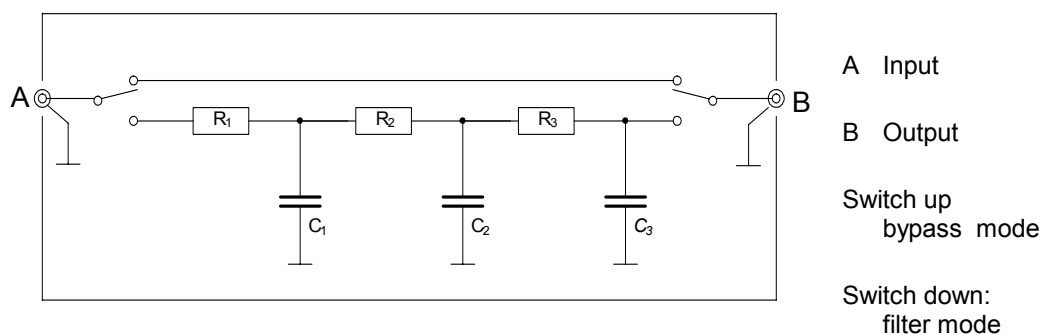 A
R1
R2
R3
C1
C2
C3
B
A Input
B Output
Switch up
bypass mode
Switch down:
filter mode